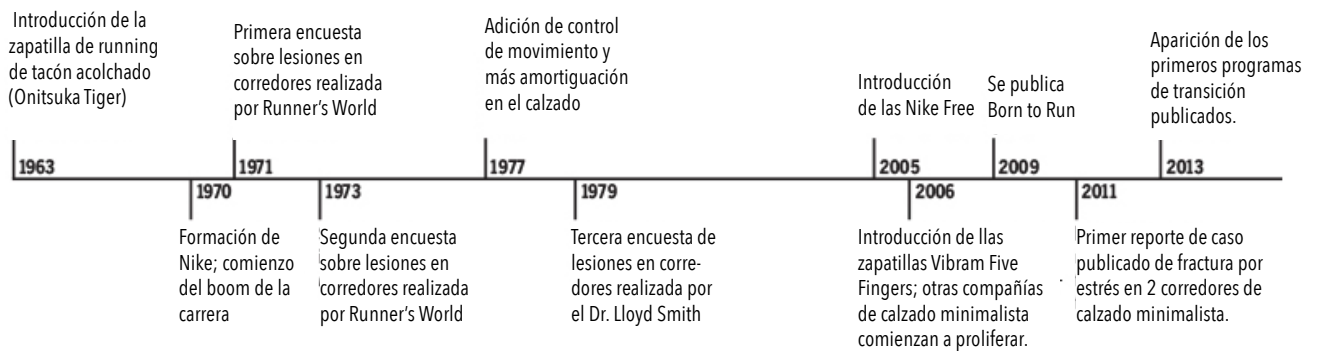 Introducción de la
zapatilla de running
de tacón acolchado
(Onitsuka Tiger)
Primera encuesta
sobre lesiones en
corredores realizada
por Runner's World
Adición de control
de movimiento y
más amortiguación
en el calzado
Introducción
de las Nike Free
Se publica
Born to Run
Aparición de los
primeros programas
de transición
publicados.
1963
1971
1977
2005
2009
2013
1970
1973
1979
2006
2011
Formación de
Nike; comienzo
del boom de la
carrera
Segunda encuesta
sobre lesiones en
corredores realizada
por Runner's World
Tercera encuesta de
lesiones en corre-
dores realizada por
el Dr. Lloyd Smith
Introducción de llas
zapatillas Vibram Five
Fingers; otras compañías
de calzado minimalista
comienzan a proliferar.
Primer reporte de caso
publicado de fractura por
estrés en 2 corredores de
calzado minimalista.